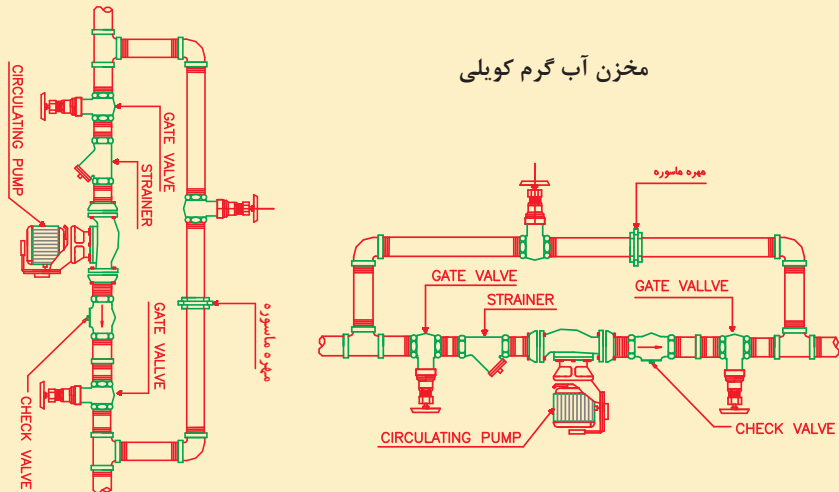 مخزن آب گرم کویلی
CIRCULATING PUMP
GATE VALVE
STRAINER
مهره ماسوره
GATE VALLVE
CHECK VALVE
مهره ماسوره
GATE VALVE
STRAINER
GATE VALLVE
CIRCULATING PUMP
CHECK VALVE